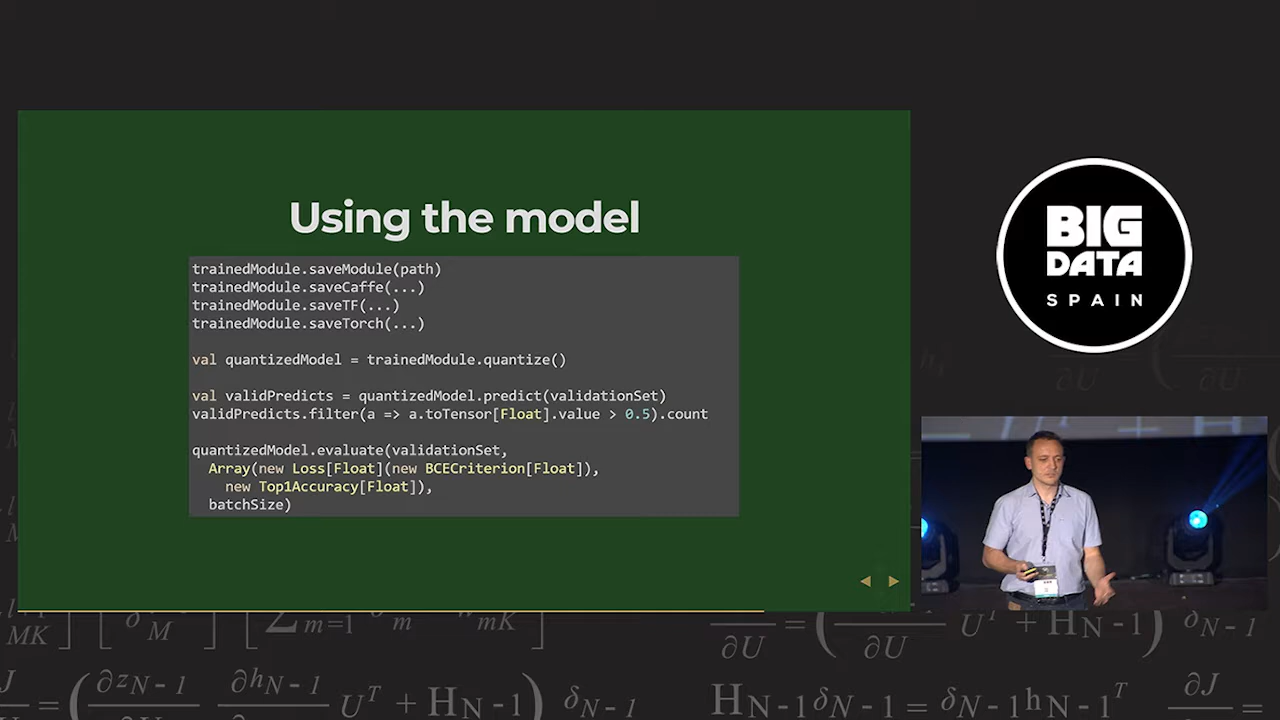 Using the model
trainedModule.saveModule(path)
trainedModule.saveCaffe(...)
trainedModule.saveTF(...)
trainedModule.saveTorch(...)
val quantizedModel = trainedModule.quantize()
val validPredicts = quantizedModel.predict(validationSet)
validPredicts.filter(a => a.toTensor[Float].value > 0.5).count
quantizedModel.evaluate(validationSet,
Array(new Loss[Float](new BCECriterion[Float]),
new Top1Accuracy[Float]),
batchSize)
BIG
DATA
SPAIN